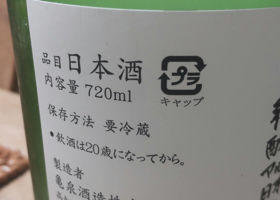 品目 日本酒
内容量 720ml
プラ
キャップ
保存方法 要冷蔵
●飲酒は20歳になってから。
製造者
亀泉酒造株